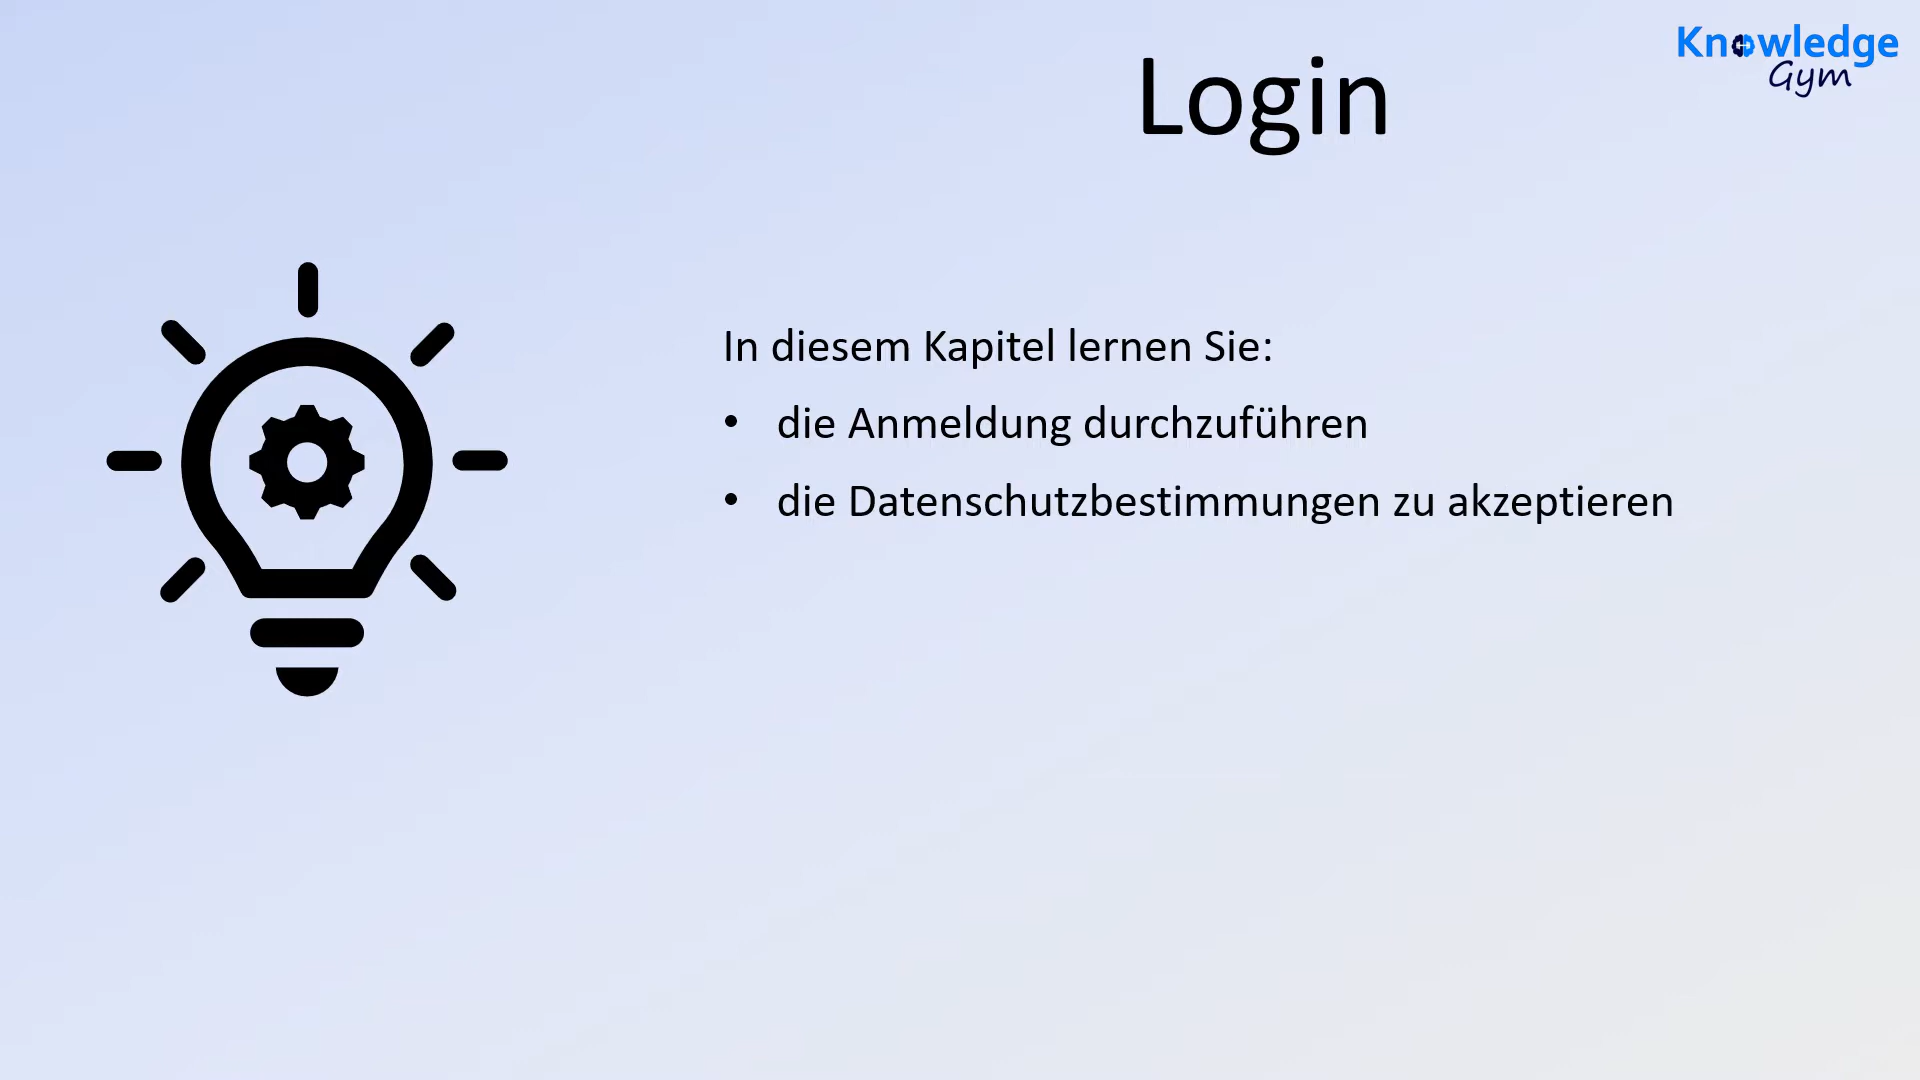 Knowledge
Gym
Login
In diesem Kapitel lernen Sie:
• die Anmeldung durchzuführen
• die Datenschutzbestimmungen zu akzeptieren